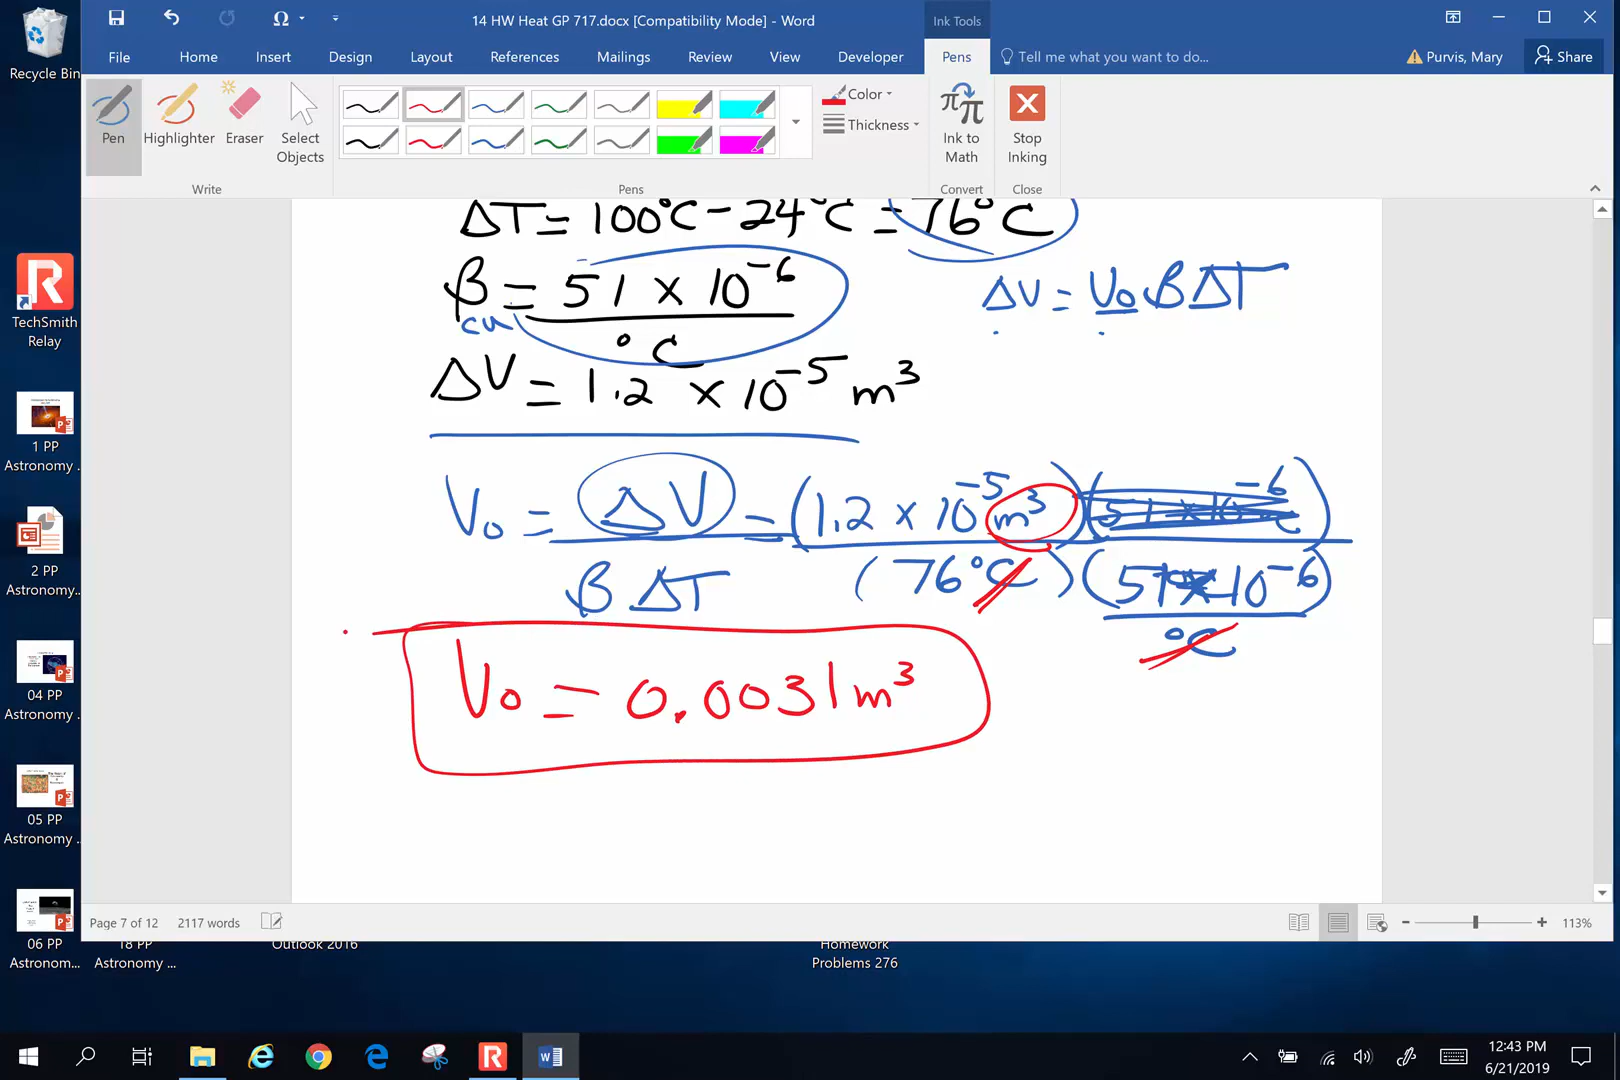 Recycle Bin
14 HW Heat GP 717.docx [Compatibility Mode] - Word
Ink Tools
File
Home
Insert
Design
Layout
References
Mailings
Review
View
Developer
Pens
Tell me what you want to do...
Purvis, Mary
Share
Pen
Highlighter
Eraser
Select
Objects
Color
Thickness
Ink to
Math
Stop
Inking
Write
Pens
Convert
Close
ΔT = 100°C - 24°C = 76°C
β = 51 × 10⁻⁶
cu
°C
ΔV = V₀ β ΔT
ΔV = 1.2 × 10⁻⁵ m³
V₀ = ΔV = (1.2 × 10⁻⁵ m³)
β ΔT (76°C) (51 × 10⁻⁶)
°C
V₀ = 0.0031 m³
TechSmith
Relay
1 PP
Astronomy ...
2 PP
Astronomy ...
04 PP
Astronomy ...
05 PP
Astronomy ...
06 PP
Astronom...
18 PP
Astronomy ...
Outlook 2016
Homework
Problems 276
Page 7 of 12
2117 words
113%
12:43 PM
6/21/2019